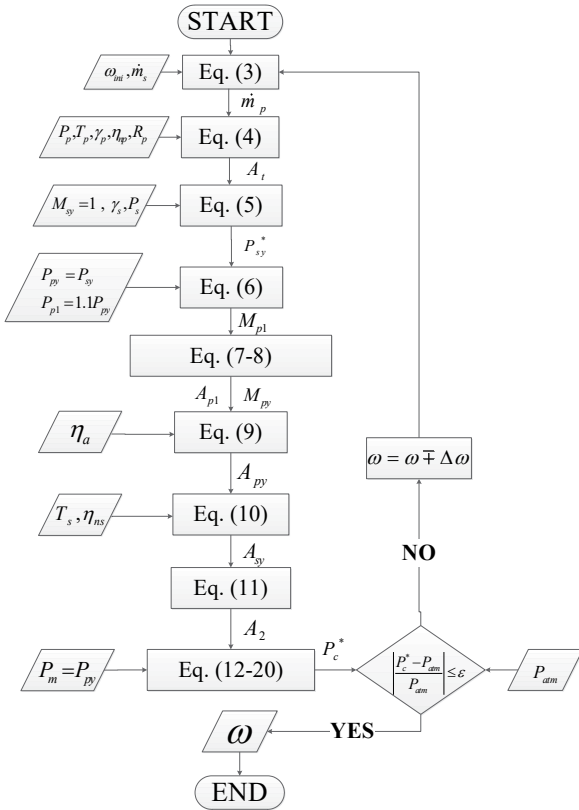 START
ω_ini, ṁ_s
Eq. (3)
ṁ_p
P_p,T_p,γ_p,η_np,R_p
Eq. (4)
A_t
M_sy=1 , γ_s,P_s
Eq. (5)
P_sy*
P_py = P_sy
P_p1=1.1P_py
Eq. (6)
M_p1
Eq. (7-8)
A_p1 M_py
η_a
Eq. (9)
ω = ω ∓ Δω
A_py
T_s , η_ns
Eq. (10)
NO
A_sy
Eq. (11)
A_2
P_m=P_py
Eq. (12-20)
P_c*
|(P_c* − P_atm)/P_atm| ≤ ε
P_atm
YES
ω
END